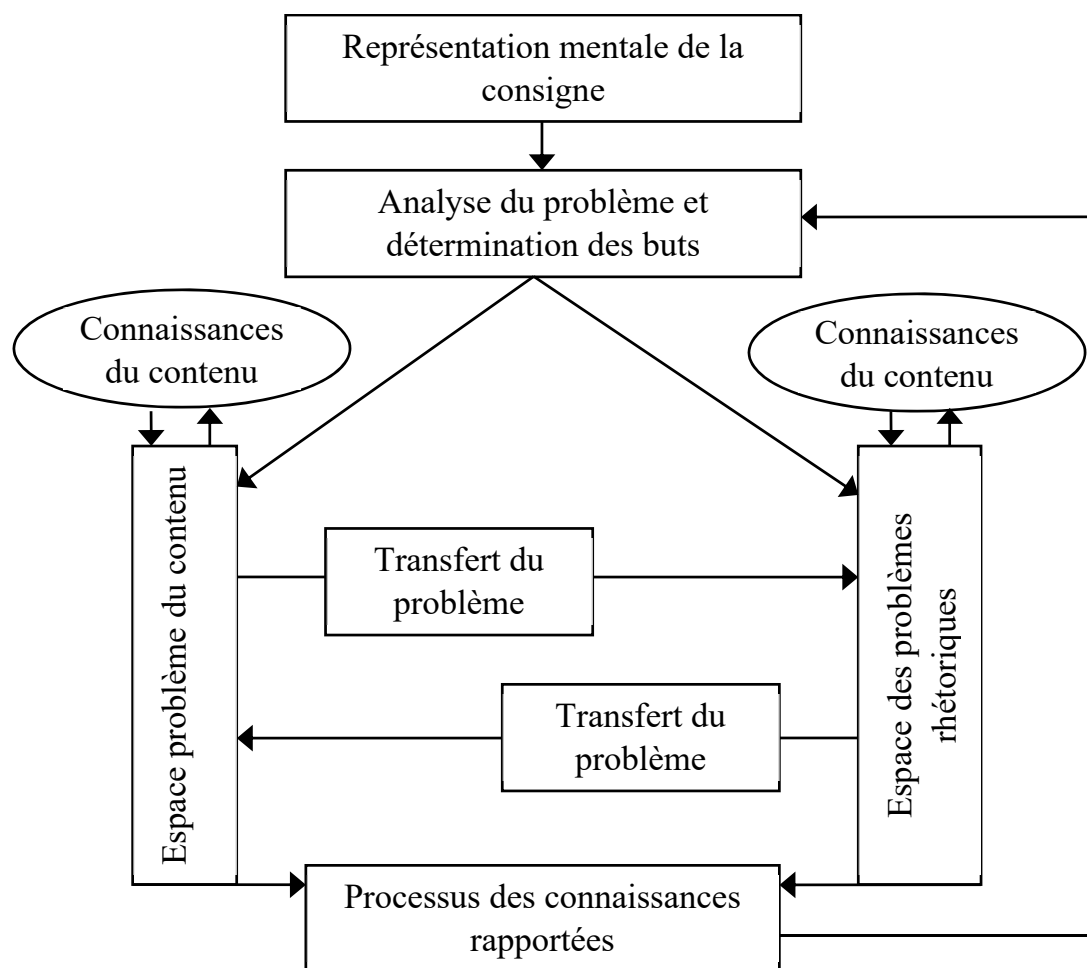 Représentation mentale de la
consigne
Analyse du problème et
détermination des buts
Connaissances
du contenu
Connaissances
du contenu
Espace problème du contenu
Transfert du
problème
Espace des problèmes
rhétoriques
Transfert du
problème
Processus des connaissances
rapportées